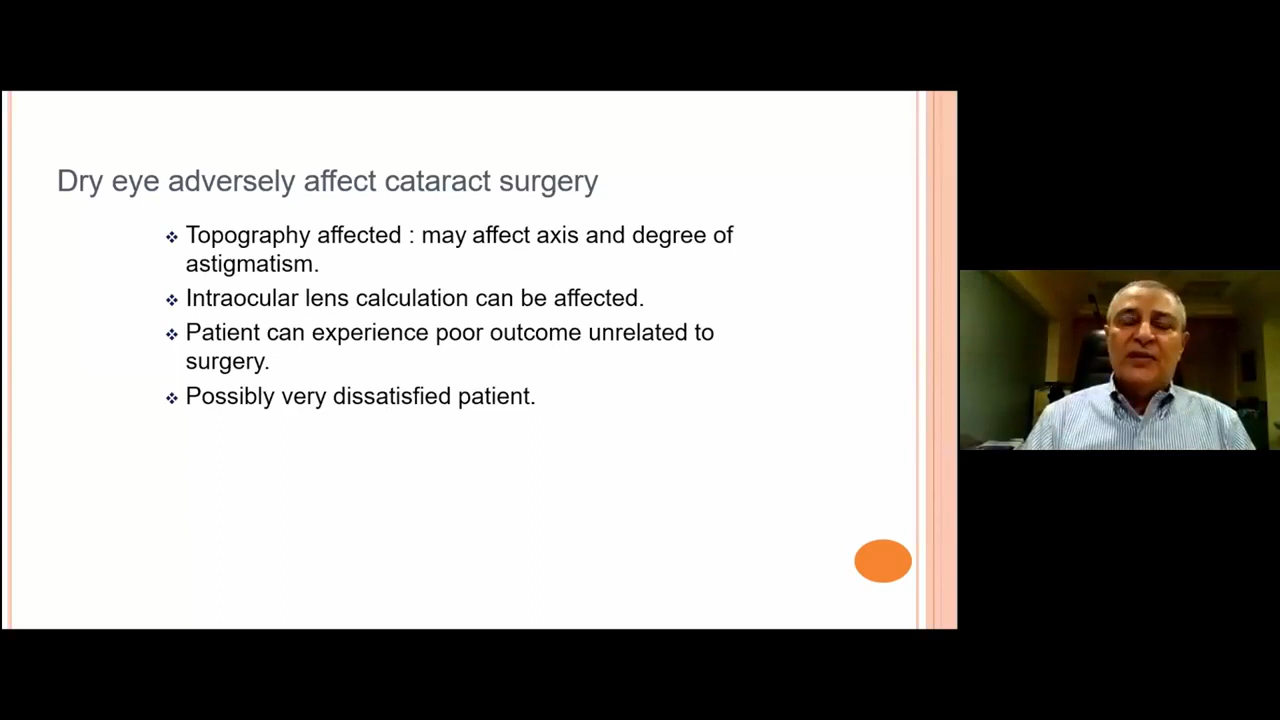 Dry eye adversely affect cataract surgery
❖ Topography affected : may affect axis and degree of
astigmatism.
❖ Intraocular lens calculation can be affected.
❖ Patient can experience poor outcome unrelated to
surgery.
❖ Possibly very dissatisfied patient.